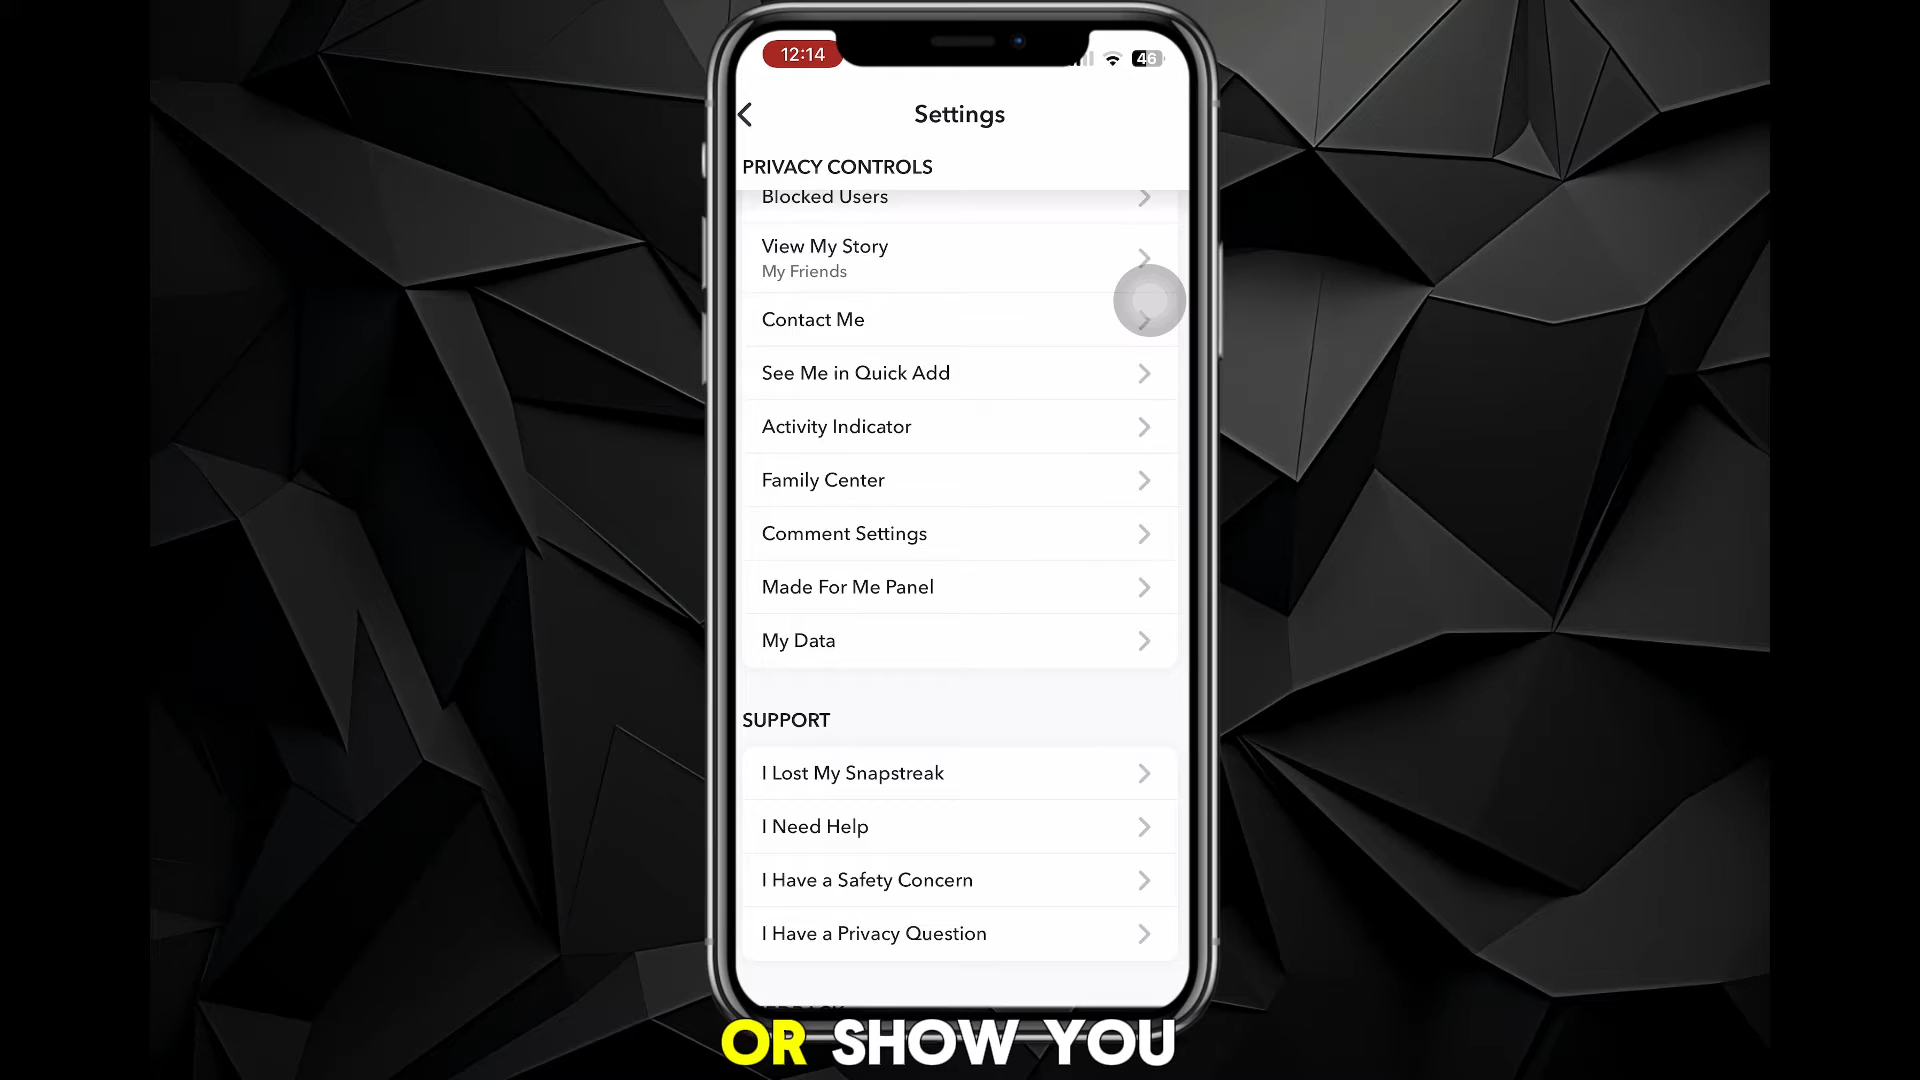 12:14
46
Settings
PRIVACY CONTROLS
Blocked Users
View My Story
My Friends
Contact Me
See Me in Quick Add
Activity Indicator
Family Center
Comment Settings
Made For Me Panel
My Data
SUPPORT
I Lost My Snapstreak
I Need Help
I Have a Safety Concern
I Have a Privacy Question
OR SHOW YOU